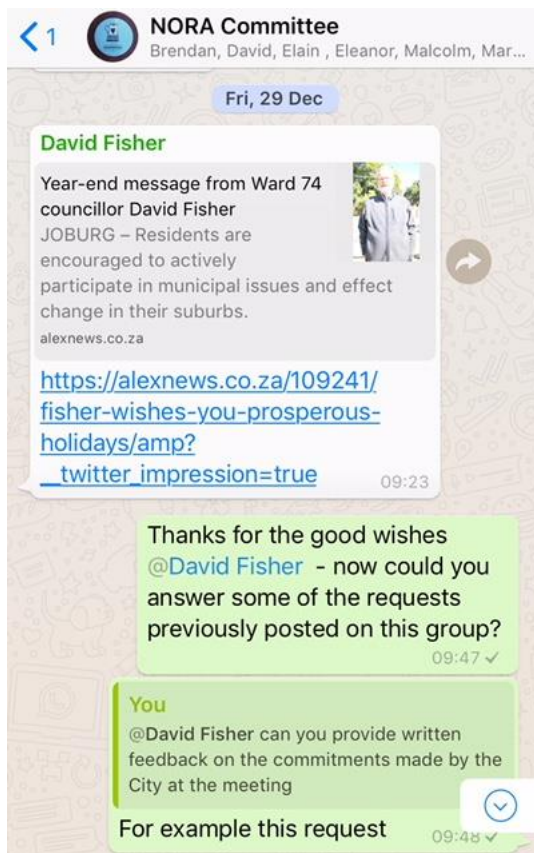 1
NORA Committee
Brendan, David, Elain , Eleanor, Malcolm, Mar...
Fri, 29 Dec
David Fisher
Year-end message from Ward 74
councillor David Fisher
JOBURG – Residents are
encouraged to actively
participate in municipal issues and effect
change in their suburbs.
alexnews.co.za
https://alexnews.co.za/109241/
fisher-wishes-you-prosperous-
holidays/amp?
__twitter_impression=true
09:23
Thanks for the good wishes
@David Fisher - now could you
answer some of the requests
previously posted on this group?
09:47
You
@David Fisher can you provide written
feedback on the commitments made by the
City at the meeting
For example this request
09:48